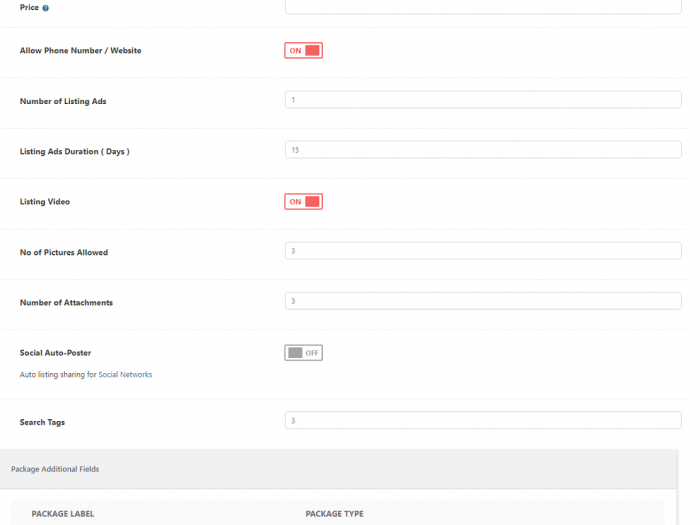 Price ?
Allow Phone Number / Website
ON
Number of Listing Ads
1
Listing Ads Duration ( Days )
15
Listing Video
ON
No of Pictures Allowed
3
Number of Attachments
3
Social Auto-Poster
OFF
Auto listing sharing for Social Networks
Search Tags
3
Package Additional Fields
PACKAGE LABEL PACKAGE TYPE